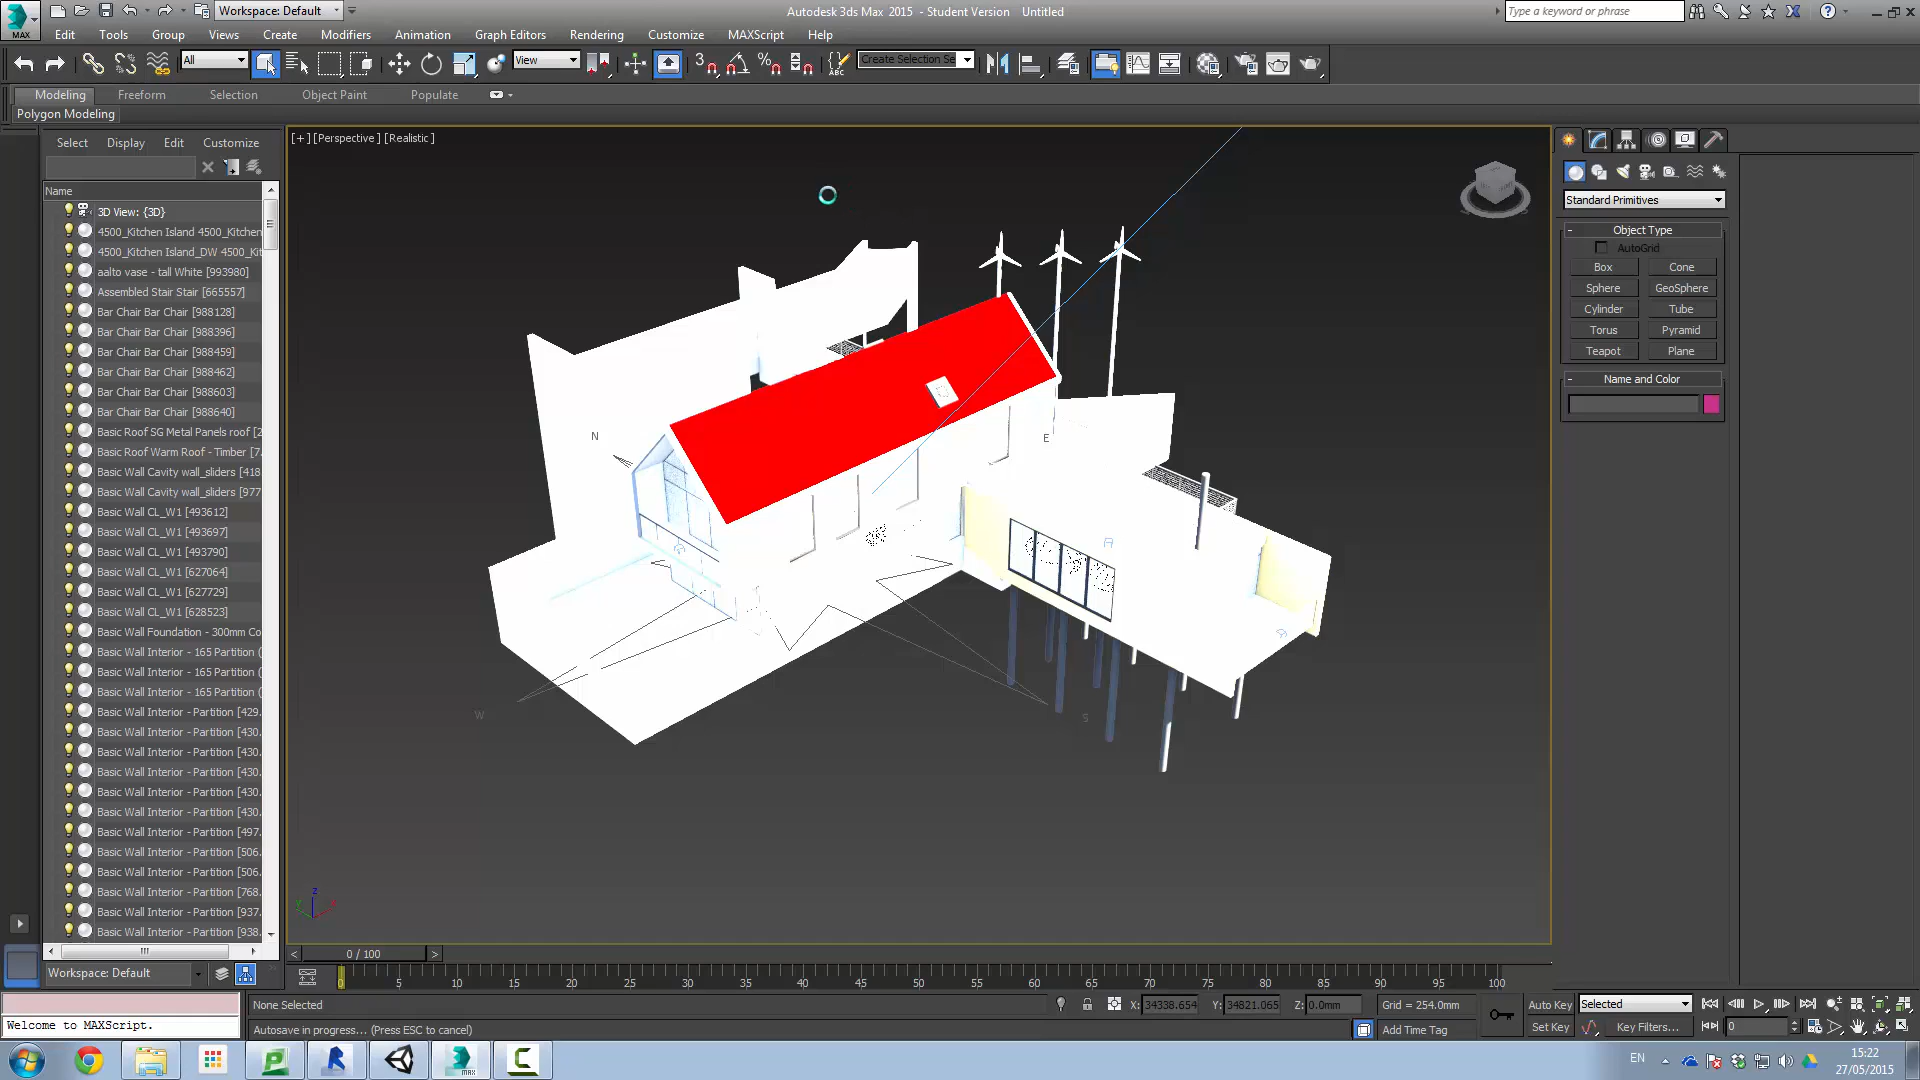 Workspace: Default
Autodesk 3ds Max 2015 - Student Version Untitled
Type a keyword or phrase
MAX
Edit Tools Group Views Create Modifiers Animation Graph Editors Rendering Customize MAXScript Help
All
View
3
ABC
Create Selection Se
Modeling Freeform Selection Object Paint Populate
Polygon Modeling
Select Display Edit Customize
[+] [Perspective] [Realistic]
Name
3D View: {3D}
4500_Kitchen Island 4500_Kitchen
4500_Kitchen Island_DW 4500_Kit
aalto vase - tall White [993980]
Assembled Stair Stair [665557]
Bar Chair Bar Chair [988128]
Bar Chair Bar Chair [988396]
Bar Chair Bar Chair [988459]
Bar Chair Bar Chair [988462]
Bar Chair Bar Chair [988603]
Bar Chair Bar Chair [988640]
Basic Roof SG Metal Panels roof [2
Basic Roof Warm Roof - Timber [7.
Basic Wall Cavity wall_sliders [418
Basic Wall Cavity wall_sliders [977
Basic Wall CL_W1 [493612]
Basic Wall CL_W1 [493697]
Basic Wall CL_W1 [493790]
Basic Wall CL_W1 [627064]
Basic Wall CL_W1 [627729]
Basic Wall CL_W1 [628523]
Basic Wall Foundation - 300mm Co
Basic Wall Interior - 165 Partition (
Basic Wall Interior - 165 Partition (
Basic Wall Interior - 165 Partition (
Basic Wall Interior - Partition [429.
Basic Wall Interior - Partition [430.
Basic Wall Interior - Partition [430.
Basic Wall Interior - Partition [430.
Basic Wall Interior - Partition [430.
Basic Wall Interior - Partition [430.
Basic Wall Interior - Partition [497.
Basic Wall Interior - Partition [506.
Basic Wall Interior - Partition [506.
Basic Wall Interior - Partition [768.
Basic Wall Interior - Partition [937.
Basic Wall Interior - Partition [938.
N
E
W
S
z
Standard Primitives
Object Type
AutoGrid
Box Cone
Sphere GeoSphere
Cylinder Tube
Torus Pyramid
Teapot Plane
Name and Color
0 / 100
Workspace: Default
0 5 10 15 20 25 30 35 40 45 50 55 60 65 70 75 80 85 90 95 100
None Selected
X: 34338.654 Y: 34821.065 Z: 0.0mm Grid = 254.0mm
Auto Key Selected
Welcome to MAXScript.
Autosave in progress... (Press ESC to cancel)
Add Time Tag
Set Key Key Filters...
0
EN
15:22
27/05/2015